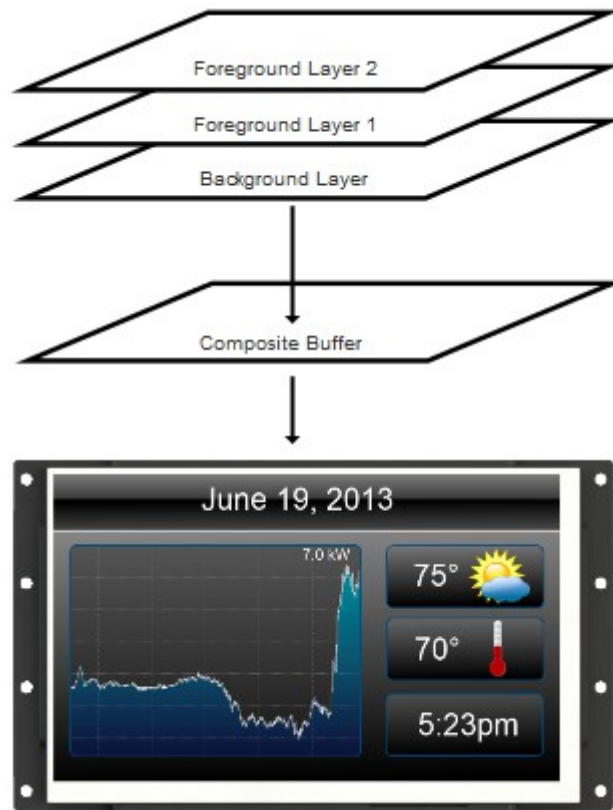 Foreground Layer 2
Foreground Layer 1
Background Layer
Composite Buffer
June 19, 2013
7.0 kW
75°
70°
5:23pm